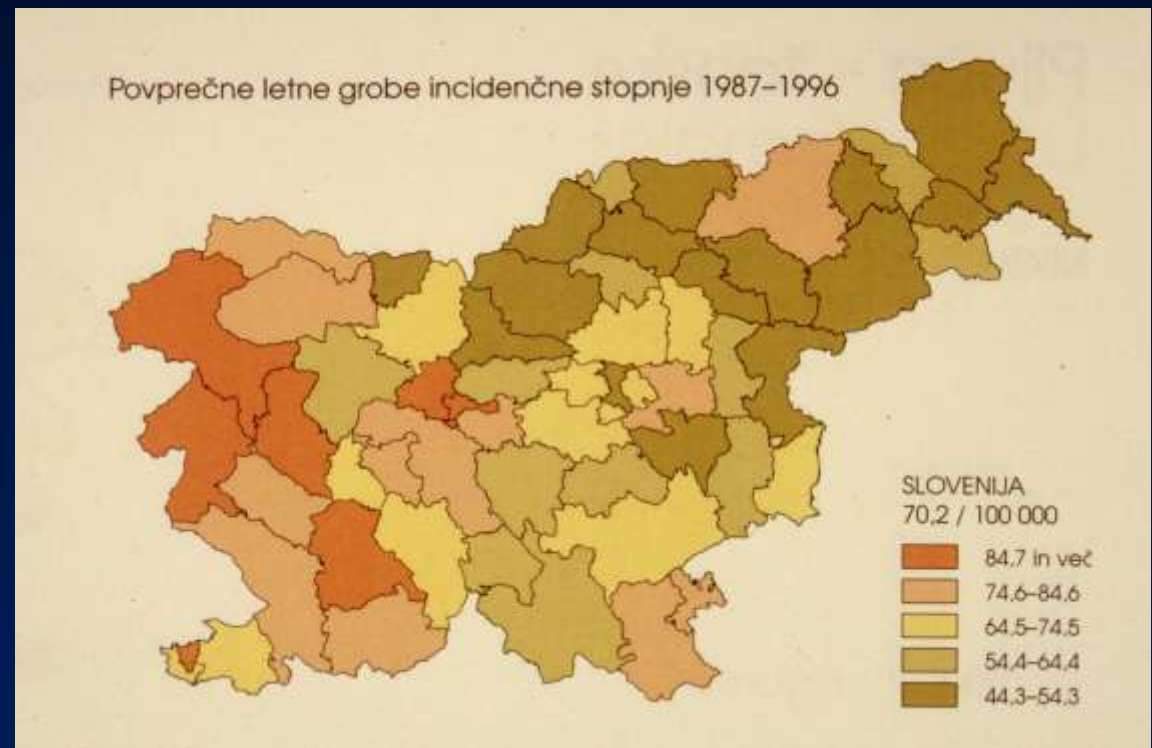 Povprečne letne grobe incidenčne stopnje 1987–1996
SLOVENIJA
70,2 / 100 000
84,7 in več
74,6–84,6
64,5–74,5
54,4–64,4
44,3–54,3